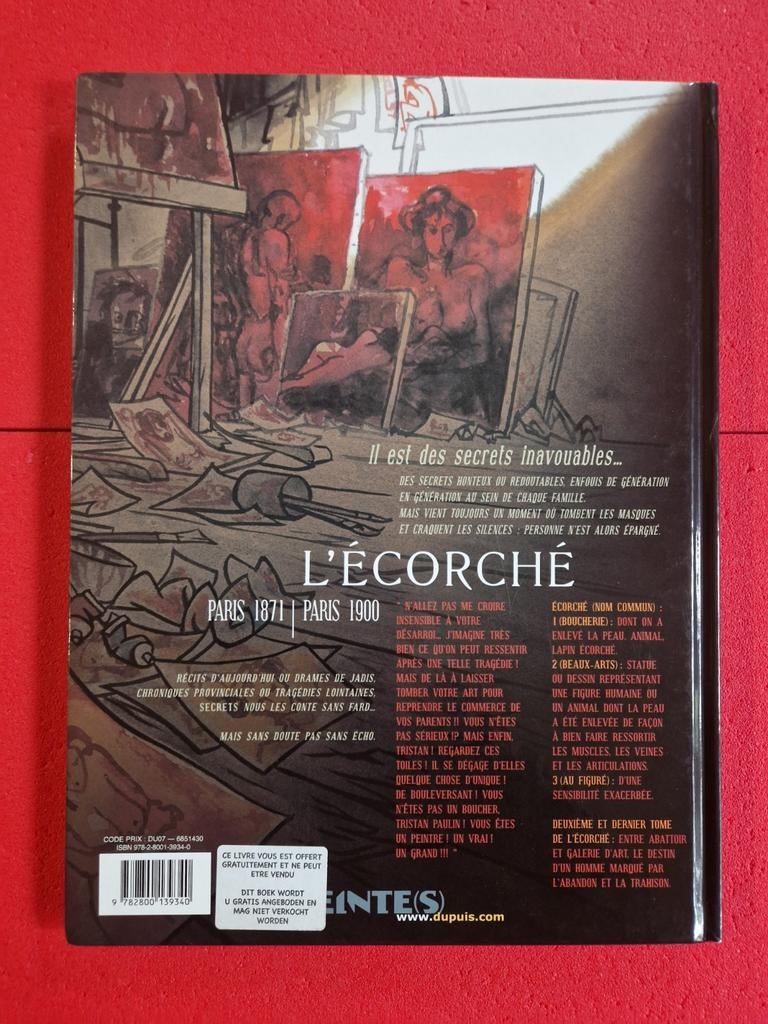 Il est des secrets inavouables...
DES SECRETS HONTEUX OU REDOUTABLES, ENFOUIS DE GÉNÉRATION
EN GÉNÉRATION AU SEIN DE CHAQUE FAMILLE.
MAIS VIENT TOUJOURS UN MOMENT OÙ TOMBENT LES MASQUES
ET CRAQUENT LES SILENCES : PERSONNE N'EST ALORS ÉPARGNÉ.
L'ÉCORCHÉ
PARIS 1871 | PARIS 1900
RÉCITS D'AUJOURD'HUI OU DRAMES DE JADIS,
CHRONIQUES PROVINCIALES OU TRAGÉDIES LOINTAINES,
SECRETS NOUS LES CONTE SANS FARD...
MAIS SANS DOUTE PAS SANS ÉCHO.
" N'ALLEZ PAS ME CROIRE
INSENSIBLE À VOTRE
DÉSARROI... J'IMAGINE TRÈS
BIEN CE QU'ON PEUT RESSENTIR
APRÈS UNE TELLE TRAGÉDIE !
MAIS DE LÀ À LAISSER
TOMBER VOTRE ART POUR
REPRENDRE LE COMMERCE DE
VOS PARENTS !! VOUS N'ÊTES
PAS SÉRIEUX !? MAIS ENFIN,
TRISTAN ! REGARDEZ CES
TOILES ! IL SE DÉGAGE D'ELLES
QUELQUE CHOSE D'UNIQUE !
DE BOULEVERSANT ! VOUS
N'ÊTES PAS UN BOUCHER,
TRISTAN PAULIN ! VOUS ÊTES
UN PEINTRE ! UN VRAI !
UN GRAND !!! "
ÉCORCHÉ (NOM COMMUN) :
1 (BOUCHERIE) : DONT ON A
ENLEVÉ LA PEAU. ANIMAL,
LAPIN ÉCORCHÉ.
2 (BEAUX-ARTS) : STATUE
OU DESSIN REPRÉSENTANT
UNE FIGURE HUMAINE OU
UN ANIMAL DONT LA PEAU
A ÉTÉ ENLEVÉE DE FAÇON
À BIEN FAIRE RESSORTIR
LES MUSCLES, LES VEINES
ET LES ARTICULATIONS.
3 (AU FIGURÉ) : D'UNE
SENSIBILITÉ EXACERBÉE.
DEUXIÈME ET DERNIER TOME
DE L'ÉCORCHÉ : ENTRE ABATTOIR
ET GALERIE D'ART, LE DESTIN
D'UN HOMME MARQUÉ PAR
L'ABANDON ET LA TRAHISON.
CODE PRIX : DU07 — 6851430
ISBN 978-2-8001-3934-0
9 782800 139340
CE LIVRE VOUS EST OFFERT
GRATUITEMENT ET NE PEUT
ETRE VENDU
DIT BOEK WORDT
U GRATIS ANGEBODEN EN
MAG NIET VERKOCHT
WORDEN
EINTE(S)
www.dupuis.com